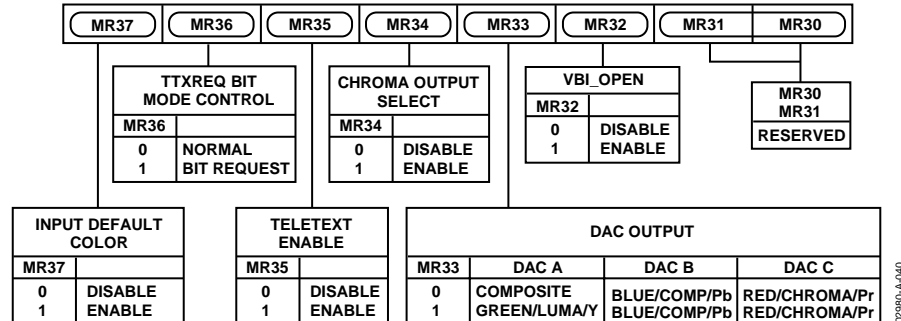 MR37 MR36 MR35 MR34 MR33 MR32 MR31 MR30
TTXREQ BIT
MODE CONTROL
MR36
0 NORMAL
1 BIT REQUEST
CHROMA OUTPUT
SELECT
MR34
0 DISABLE
1 ENABLE
VBI_OPEN
MR32
0 DISABLE
1 ENABLE
MR30
MR31
RESERVED
INPUT DEFAULT
COLOR
MR37
0 DISABLE
1 ENABLE
TELETEXT
ENABLE
MR35
0 DISABLE
1 ENABLE
DAC OUTPUT
MR33 DAC A DAC B DAC C
0 COMPOSITE BLUE/COMP/Pb RED/CHROMA/Pr
1 GREEN/LUMA/Y BLUE/COMP/Pb RED/CHROMA/Pr
02980-A-040